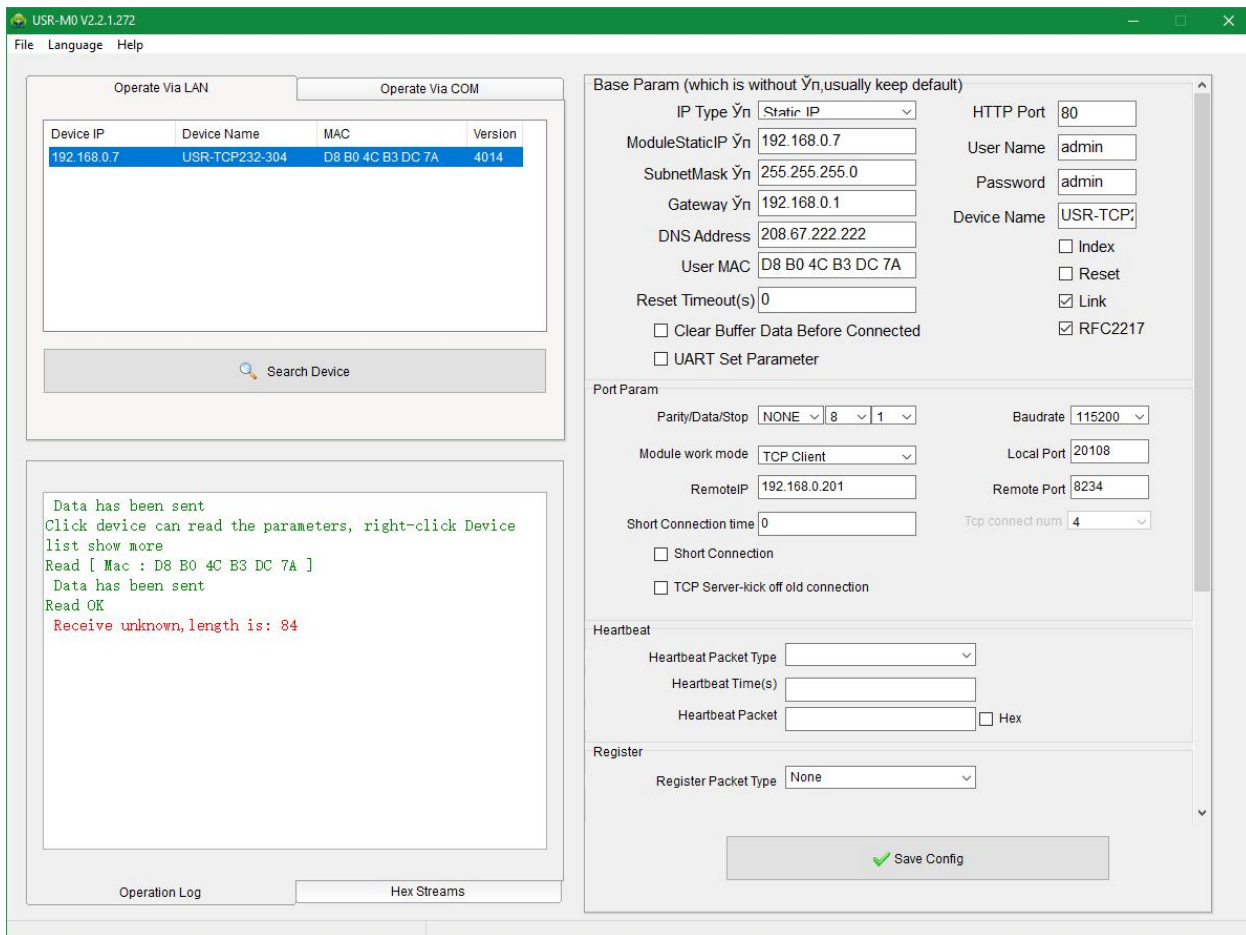 USR-M0 V2.2.1.272
File Language Help
Operate Via LAN
Operate Via COM
Device IP Device Name MAC Version
192.168.0.7 USR-TCP232-304 D8 B0 4C B3 DC 7A 4014
Search Device
Data has been sent
Click device can read the parameters, right-click Device
list show more
Read [ Mac : D8 B0 4C B3 DC 7A ]
Data has been sent
Read OK
Receive unknown,length is: 84
Operation Log
Hex Streams
Base Param (which is without Ўп,usually keep default)
IP Type Ўп Static IP
HTTP Port 80
ModuleStaticIP Ўп 192.168.0.7
User Name admin
SubnetMask Ўп 255.255.255.0
Password admin
Gateway Ўп 192.168.0.1
Device Name USR-TCP2
DNS Address 208.67.222.222
Index
User MAC D8 B0 4C B3 DC 7A
Reset
Reset Timeout(s) 0
Link
Clear Buffer Data Before Connected
RFC2217
UART Set Parameter
Port Param
Parity/Data/Stop NONE 8 1
Baudrate 115200
Module work mode TCP Client
Local Port 20108
RemoteIP 192.168.0.201
Remote Port 8234
Short Connection time 0
Tcp connect num 4
Short Connection
TCP Server-kick off old connection
Heartbeat
Heartbeat Packet Type
Heartbeat Time(s)
Heartbeat Packet
Hex
Register
Register Packet Type None
Save Config